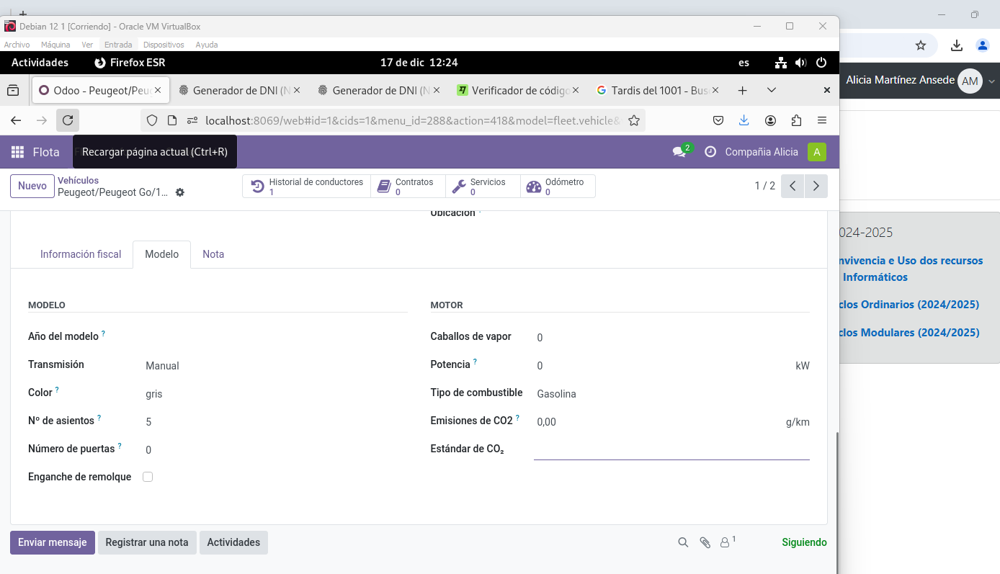 Debian 12 1 [Corriendo] - Oracle VM VirtualBox
Archivo Máquina Ver Entrada Dispositivos Ayuda
Actividades Firefox ESR 17 de dic 12:24 es
Odoo - Peugeot/Peug Generador de DNI (N Generador de DNI (N Verificador de código Tardis del 1001 - Bus
localhost:8069/web#id=1&cids=1&menu_id=288&action=418&model=fleet.vehicle&
Alicia Martínez Ansede AM
Flota Recargar página actual (Ctrl+R) 2 Compañia Alicia A
Nuevo
Vehículos
Peugeot/Peugeot Go/1...
Historial de conductores
1
Contratos
0
Servicios
0
Odómetro
0
1 / 2
Ubicación ?
Información fiscal Modelo Nota
MODELO
Año del modelo ?
Transmisión Manual
Color ? gris
Nº de asientos ? 5
Número de puertas ? 0
Enganche de remolque
MOTOR
Caballos de vapor 0
Potencia ? 0 kW
Tipo de combustible Gasolina
Emisiones de CO2 ? 0,00 g/km
Estándar de CO₂
Enviar mensaje Registrar una nota Actividades 1 Siguiendo
024-2025
nvivencia e Uso dos recursos
Informáticos
clos Ordinarios (2024/2025)
clos Modulares (2024/2025)